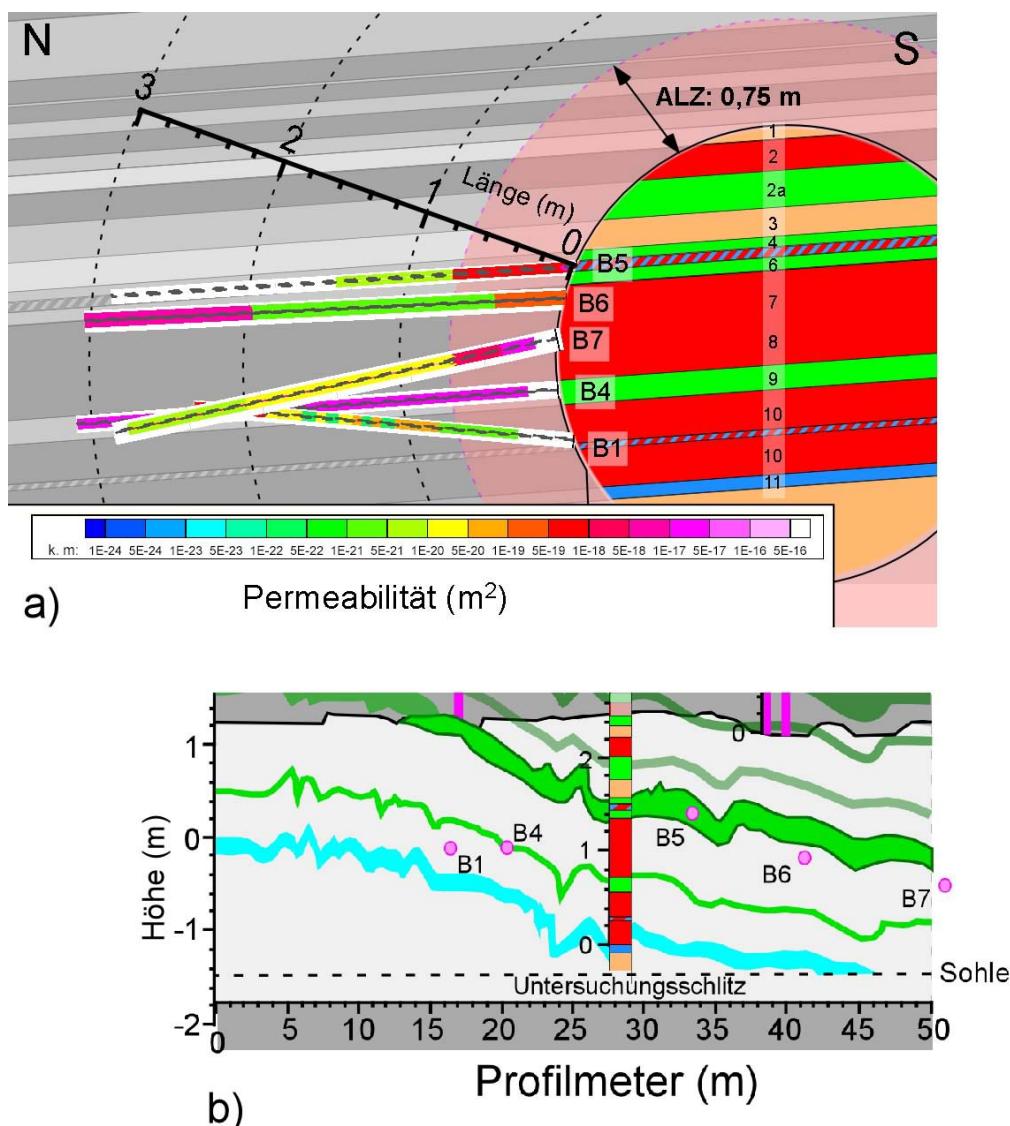 N
S
3
2
1
0
Länge (m)
ALZ: 0,75 m
1
2
2a
3
4
6
7
8
9
10
10
11
B5
B6
B7
B4
B1
k. m: 1E-24 5E-24 1E-23 5E-23 1E-22 5E-22 1E-21 5E-21 1E-20 5E-20 1E-19 5E-19 1E-18 5E-18 1E-17 5E-17 1E-16 5E-16
Permeabilität (m²)
a)
Höhe (m)
1
0
-1
-2
2
1
0
0
B1
B4
B5
B6
B7
Sohle
Untersuchungsschlitz
0 5 10 15 20 25 30 35 40 45 50
Profilmeter (m)
b)